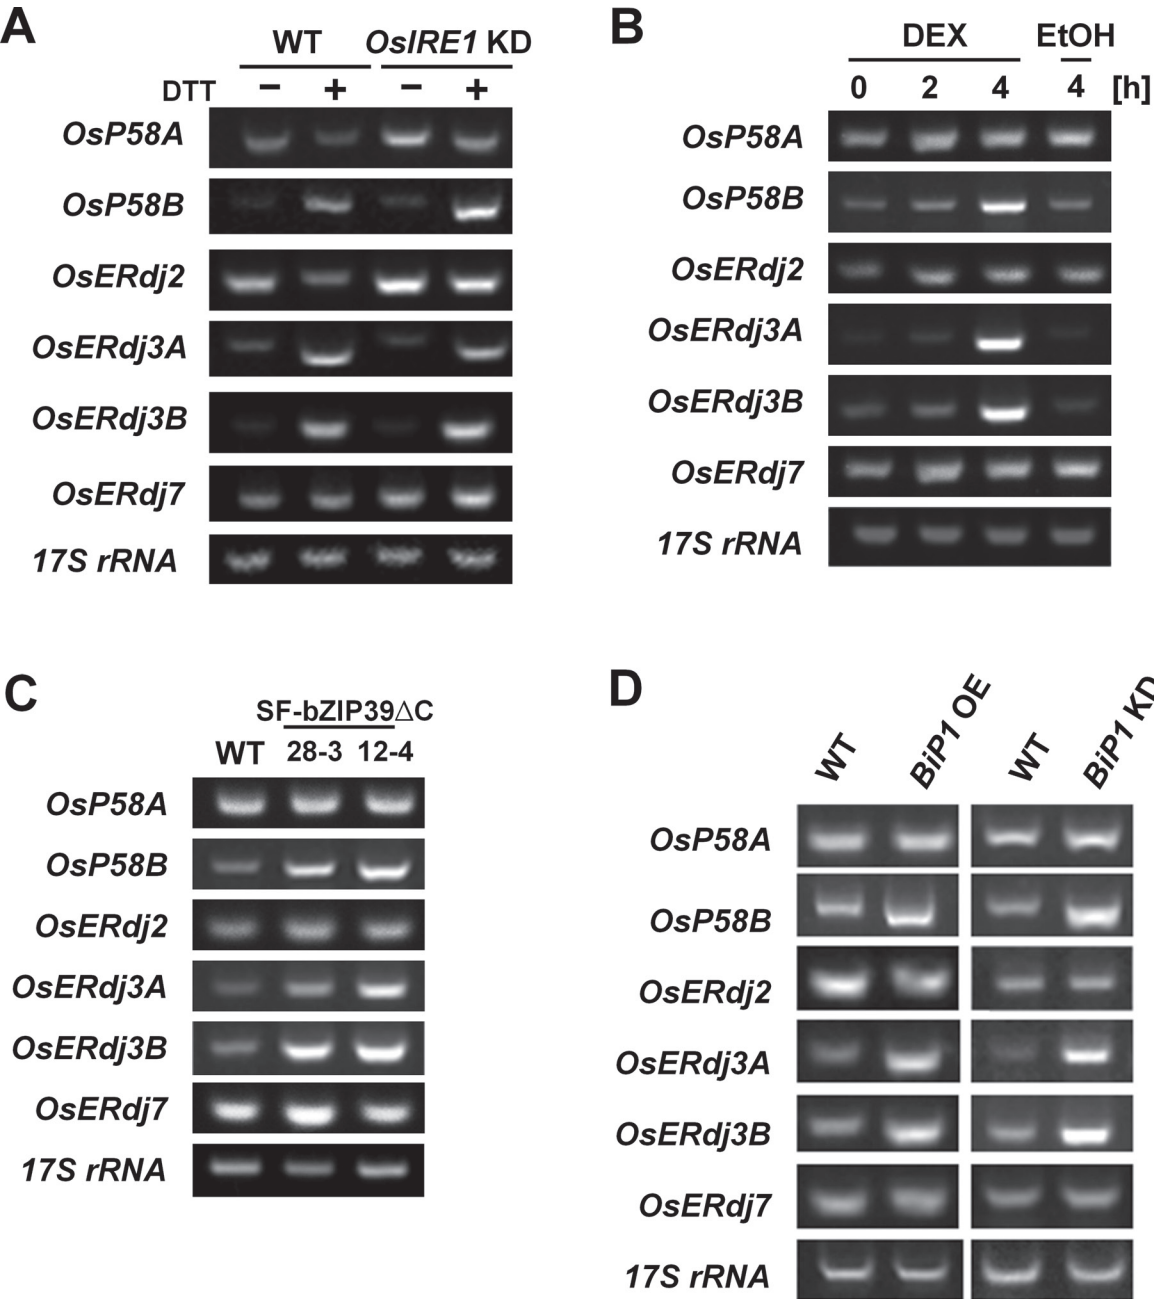 A
WT OsIRE1 KD
DTT − + − +
OsP58A
OsP58B
OsERdj2
OsERdj3A
OsERdj3B
OsERdj7
17S rRNA
B
DEX EtOH
0 2 4 4 [h]
OsP58A
OsP58B
OsERdj2
OsERdj3A
OsERdj3B
OsERdj7
17S rRNA
C
SF-bZIP39ΔC
WT 28-3 12-4
OsP58A
OsP58B
OsERdj2
OsERdj3A
OsERdj3B
OsERdj7
17S rRNA
D
WT BiP1 OE WT BiP1 KD
OsP58A
OsP58B
OsERdj2
OsERdj3A
OsERdj3B
OsERdj7
17S rRNA